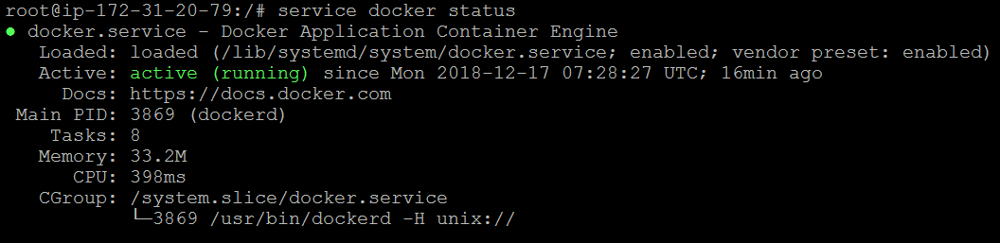 root@ip-172-31-20-79:/# service docker status
● docker.service - Docker Application Container Engine
   Loaded: loaded (/lib/systemd/system/docker.service; enabled; vendor preset: enabled)
   Active: active (running) since Mon 2018-12-17 07:28:27 UTC; 16min ago
     Docs: https://docs.docker.com
 Main PID: 3869 (dockerd)
    Tasks: 8
   Memory: 33.2M
      CPU: 398ms
   CGroup: /system.slice/docker.service
           └─3869 /usr/bin/dockerd -H unix://